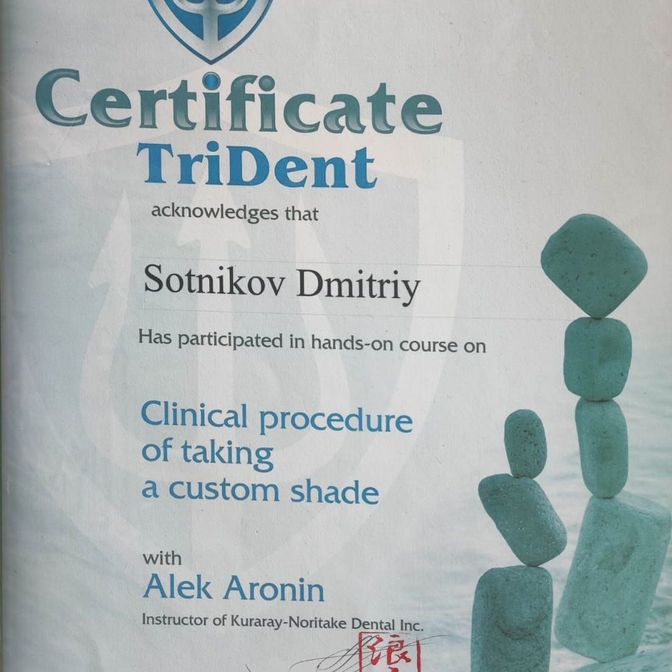 Certificate
TriDent
acknowledges that
Sotnikov Dmitriy
Has participated in hands-on course on
Clinical procedure
of taking
a custom shade
with
Alek Aronin
Instructor of Kuraray-Noritake Dental Inc.